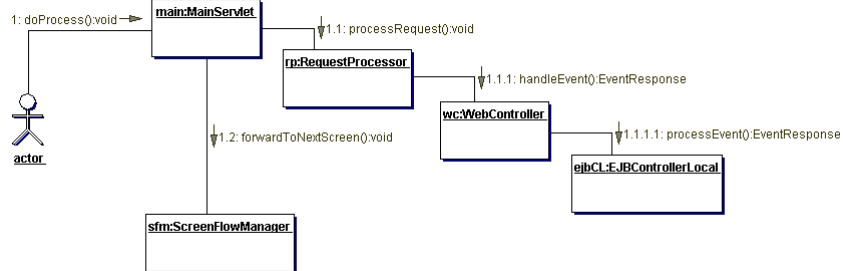 main:MainServlet
1: doProcess():void
1.1: processRequest():void
rp:RequestProcessor
1.1.1: handleEvent():EventResponse
wc:WebController
1.1.1.1: processEvent():EventResponse
1.2: forwardToNextScreen():void
actor
ejbCL:EJBControllerLocal
sfm:ScreenFlowManager